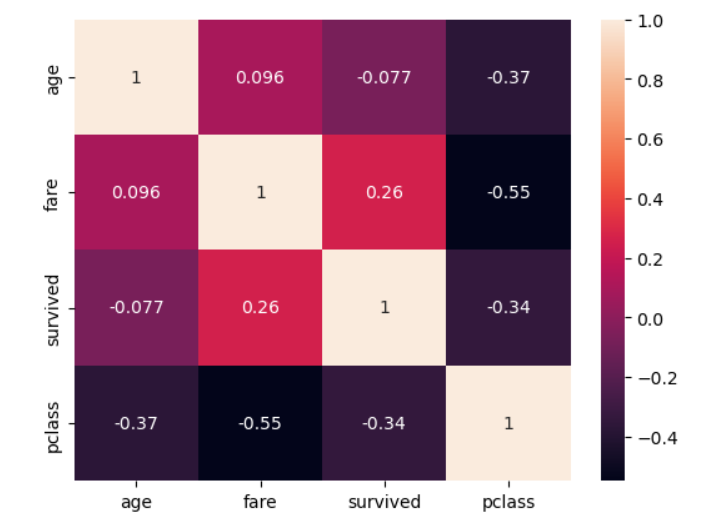 age 1 0.096 -0.077 -0.37
fare 0.096 1 0.26 -0.55
survived -0.077 0.26 1 -0.34
pclass -0.37 -0.55 -0.34 1
age fare survived pclass
1.0
0.8
0.6
0.4
0.2
0.0
−0.2
−0.4